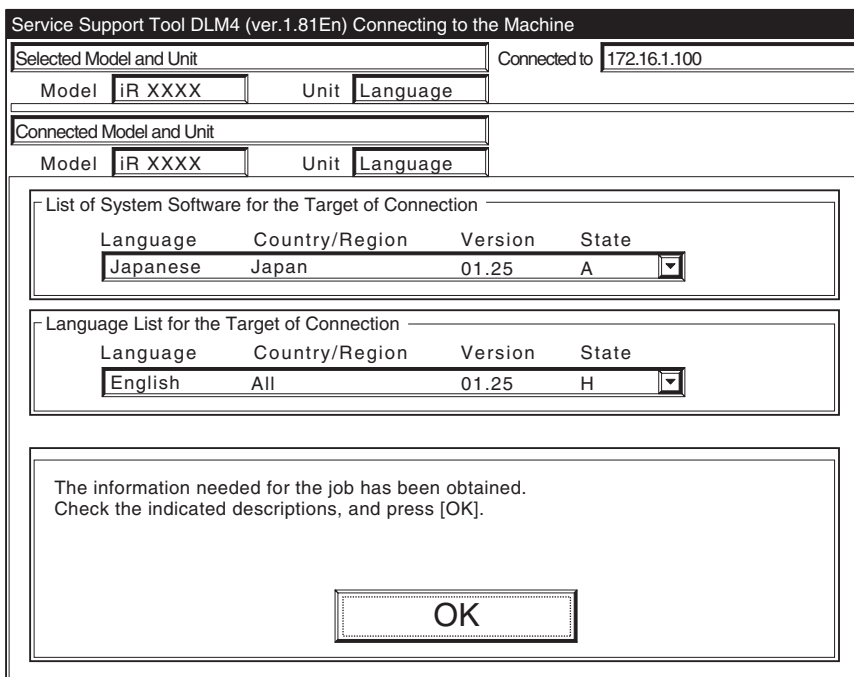 Service Support Tool DLM4 (ver.1.81En) Connecting to the Machine
Selected Model and Unit Connected to 172.16.1.100
Model iR XXXX Unit Language
Connected Model and Unit
Model iR XXXX Unit Language
List of System Software for the Target of Connection
Language Country/Region Version State
Japanese Japan 01.25 A
Language List for the Target of Connection
Language Country/Region Version State
English All 01.25 H
The information needed for the job has been obtained.
Check the indicated descriptions, and press [OK].
OK